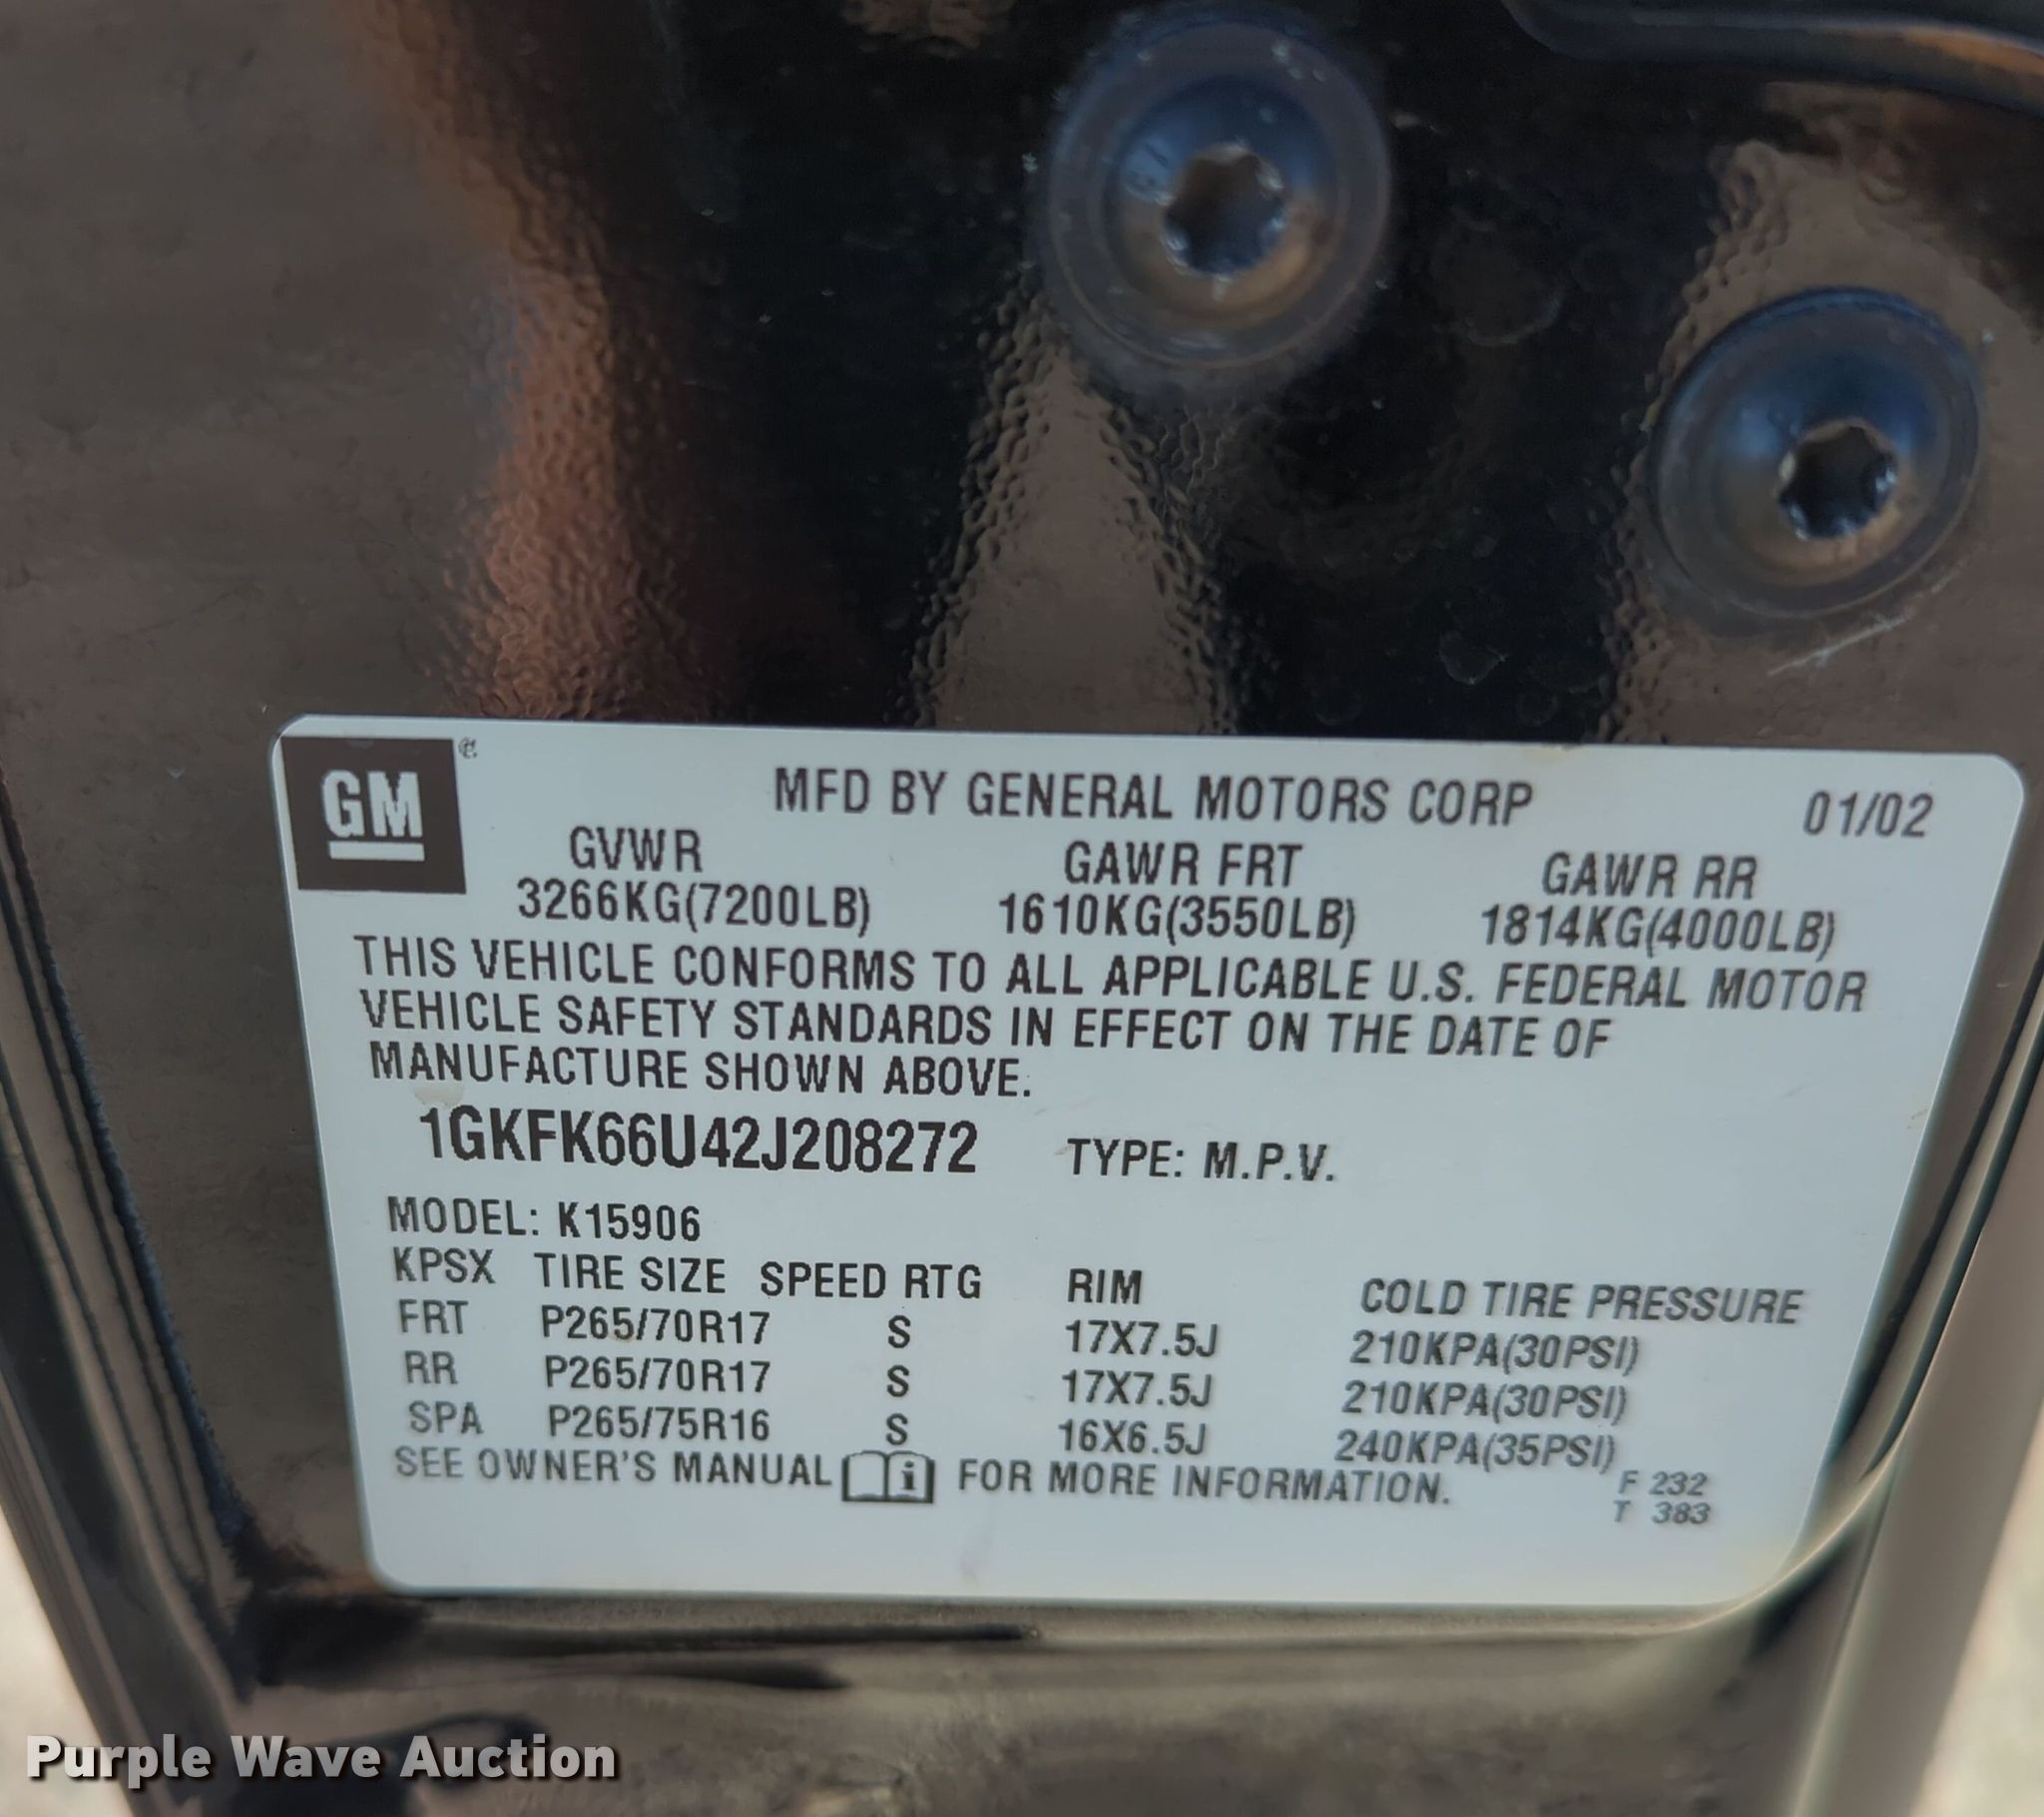 GM
MFD BY GENERAL MOTORS CORP 01/02
GVWR GAWR FRT GAWR RR
3266KG(7200LB) 1610KG(3550LB) 1814KG(4000LB)
THIS VEHICLE CONFORMS TO ALL APPLICABLE U.S. FEDERAL MOTOR
VEHICLE SAFETY STANDARDS IN EFFECT ON THE DATE OF
MANUFACTURE SHOWN ABOVE.
1GKFK66U42J208272 TYPE: M.P.V.
MODEL: K15906
KPSX TIRE SIZE SPEED RTG RIM COLD TIRE PRESSURE
FRT P265/70R17 S 17X7.5J 210KPA(30PSI)
RR P265/70R17 S 17X7.5J 210KPA(30PSI)
SPA P265/75R16 S 16X6.5J 240KPA(35PSI)
SEE OWNER'S MANUAL i FOR MORE INFORMATION.
F 232
T 383
Purple Wave Auction